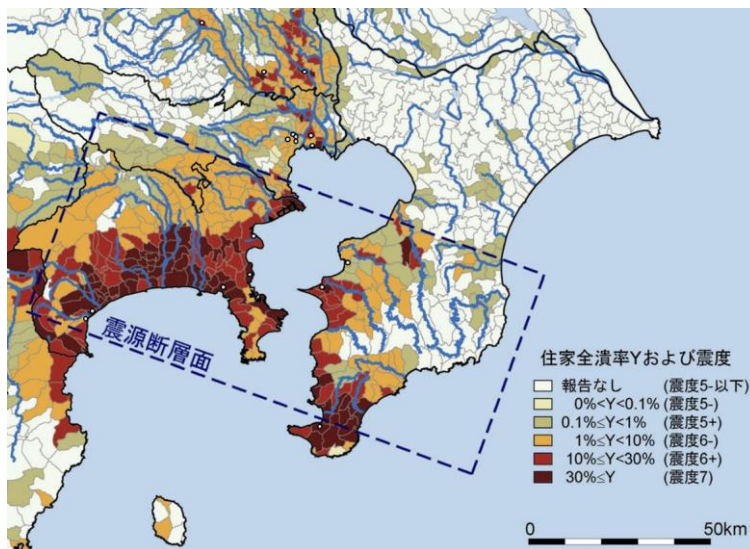 震源断層面
住家全潰率Yおよび震度
報告なし (震度5-以下)
0%<Y<0.1% (震度5-)
0.1%≤Y<1% (震度5+)
1%≤Y<10% (震度6-)
10%≤Y<30% (震度6+)
30%≤Y (震度7)
0 50km